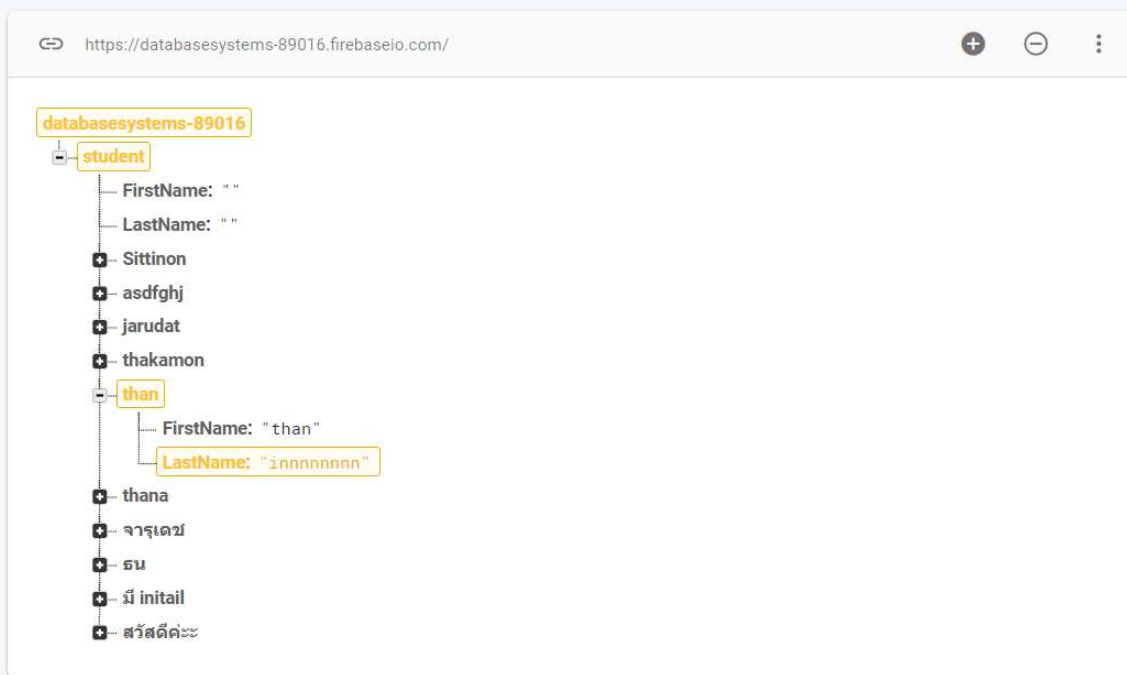 https://databasesystems-89016.firebaseio.com/
databasesystems-89016
student
FirstName: ""
LastName: ""
Sittinon
asdfghj
jarudat
thakamon
than
FirstName: "than"
LastName: "innnnnnnn"
thana
จารุเดช
ธน
มี initail
สวัสดีค่ะะ